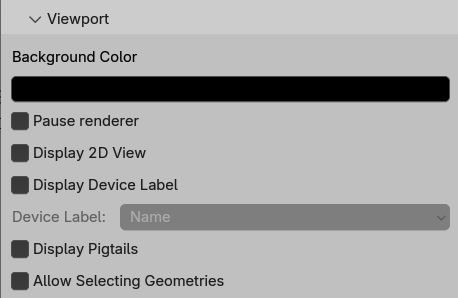 Viewport
Background Color
Pause renderer
Display 2D View
Display Device Label
Device Label: Name
Display Pigtails
Allow Selecting Geometries